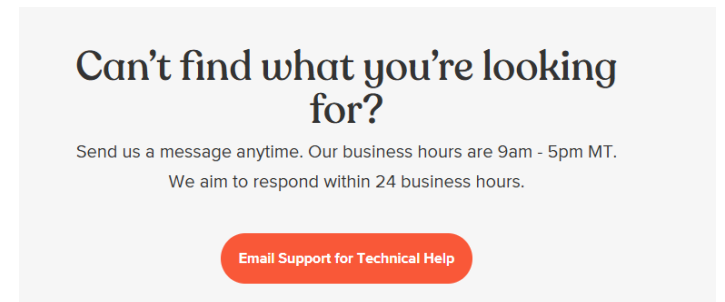 Can’t find what you’re looking
for?
Send us a message anytime. Our business hours are 9am - 5pm MT.
We aim to respond within 24 business hours.
Email Support for Technical Help